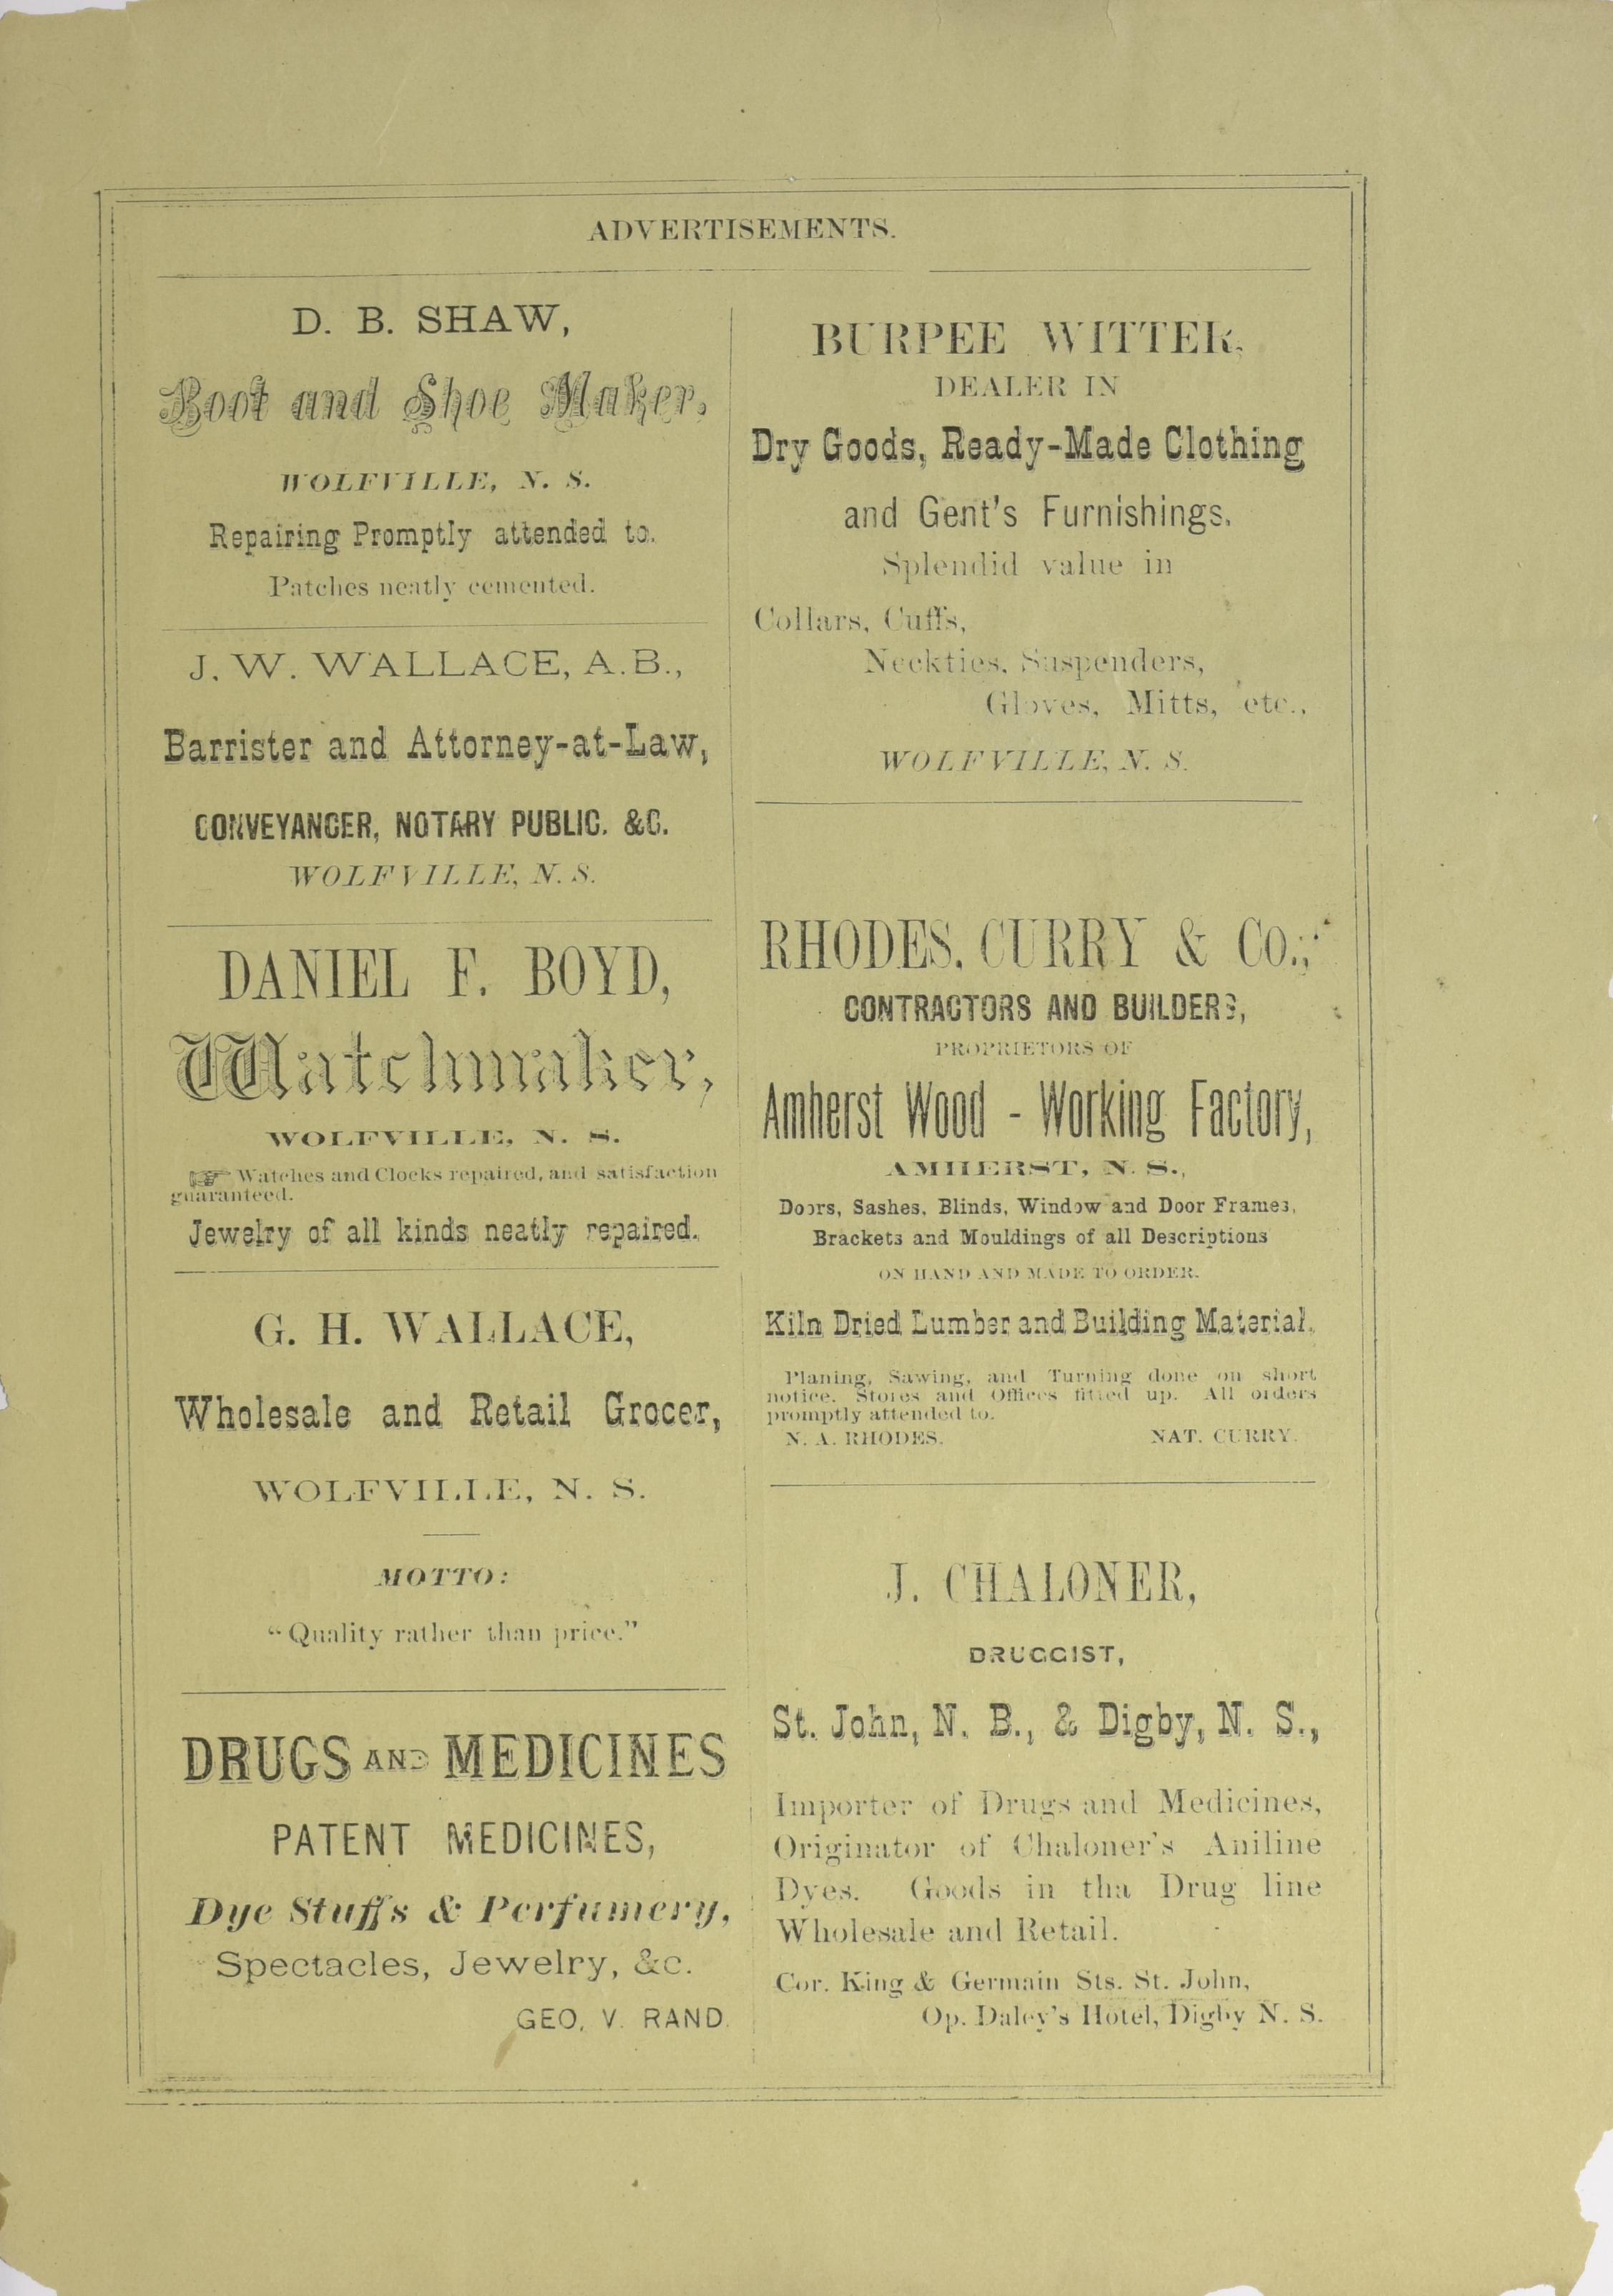 ADVERTISEMENTS.
D. B. SHAW,
Boot and Shoe Maker,
WOLFVILLE, N. S.
Repairing Promptly attended to.
Patches neatly cemented.
J. W. WALLACE, A.B.,
Barrister and Attorney-at-Law,
CONVEYANCER, NOTARY PUBLIC, &C.
WOLFVILLE, N. S.
DANIEL F. BOYD,
Watchmaker,
WOLFVILLE, N. S.
☞ Watches and Clocks repaired, and satisfaction
guaranteed.
Jewelry of all kinds neatly repaired.
G. H. WALLACE,
Wholesale and Retail Grocer,
WOLFVILLE, N. S.
MOTTO:
“Quality rather than price.”
DRUGS AND MEDICINES
PATENT MEDICINES,
Dye Stuffs & Perfumery,
Spectacles, Jewelry, &c.
GEO. V. RAND.
BURPEE WITTER,
DEALER IN
Dry Goods, Ready-Made Clothing
and Gent's Furnishings.
Splendid value in
Collars, Cuffs,
Neckties, Suspenders,
Gloves, Mitts, etc.,
WOLFVILLE, N. S.
RHODES, CURRY & Co.,
CONTRACTORS AND BUILDERS,
PROPRIETORS OF
Amherst Wood - Working Factory,
AMHERST, N. S.,
Doors, Sashes, Blinds, Window and Door Frames,
Brackets and Mouldings of all Descriptions
ON HAND AND MADE TO ORDER.
Kiln Dried Lumber and Building Material.
Planing, Sawing, and Turning done on short
notice. Stores and Offices fitted up. All orders
promptly attended to.
N. A. RHODES. NAT. CURRY.
J. CHALONER,
DRUGGIST,
St. John, N. B., & Digby, N. S.,
Importer of Drugs and Medicines,
Originator of Chaloner's Aniline
Dyes. Goods in tha Drug line
Wholesale and Retail.
Cor. King & Germain Sts. St. John,
Op. Daley's Hotel, Digby N. S.